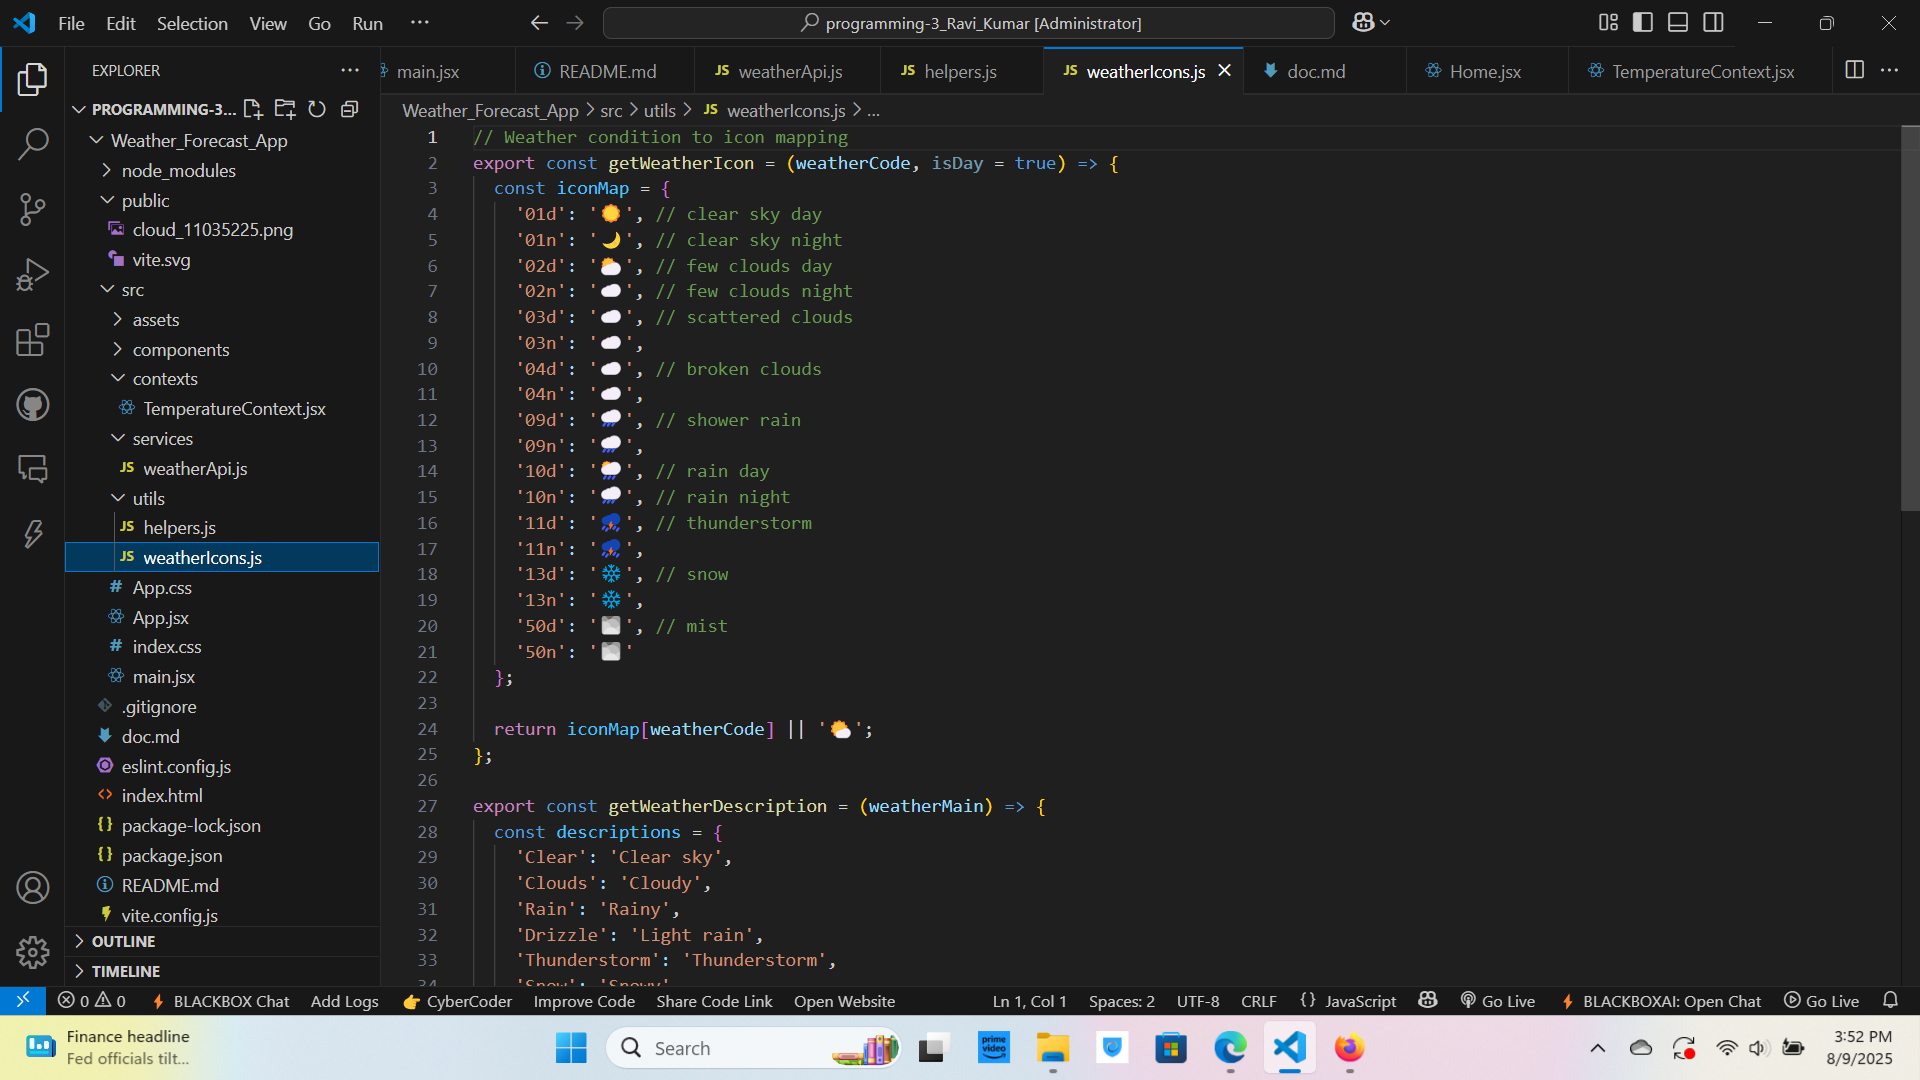 File Edit Selection View Go Run ··· programming-3_Ravi_Kumar [Administrator]
EXPLORER ···
main.jsx README.md JS weatherApi.js JS helpers.js JS weatherIcons.js doc.md Home.jsx TemperatureContext.jsx ···
PROGRAMMING-3...
Weather_Forecast_App
node_modules
public
cloud_11035225.png
vite.svg
src
assets
components
contexts
TemperatureContext.jsx
services
JS weatherApi.js
utils
JS helpers.js
JS weatherIcons.js
# App.css
App.jsx
# index.css
main.jsx
.gitignore
doc.md
eslint.config.js
index.html
package-lock.json
package.json
README.md
vite.config.js
OUTLINE
TIMELINE
Weather_Forecast_App > src > utils > JS weatherIcons.js > ...
1 // Weather condition to icon mapping
2 export const getWeatherIcon = (weatherCode, isDay = true) => {
3 const iconMap = {
4 '01d': '☀️', // clear sky day
5 '01n': '🌙', // clear sky night
6 '02d': '⛅', // few clouds day
7 '02n': '☁️', // few clouds night
8 '03d': '☁️', // scattered clouds
9 '03n': '☁️',
10 '04d': '☁️', // broken clouds
11 '04n': '☁️',
12 '09d': '🌧️', // shower rain
13 '09n': '🌧️',
14 '10d': '🌦️', // rain day
15 '10n': '🌧️', // rain night
16 '11d': '⛈️', // thunderstorm
17 '11n': '⛈️',
18 '13d': '❄️', // snow
19 '13n': '❄️',
20 '50d': '🌫️', // mist
21 '50n': '🌫️'
22 };
23
24 return iconMap[weatherCode] || '🌤️';
25 };
26
27 export const getWeatherDescription = (weatherMain) => {
28 const descriptions = {
29 'Clear': 'Clear sky',
30 'Clouds': 'Cloudy',
31 'Rain': 'Rainy',
32 'Drizzle': 'Light rain',
33 'Thunderstorm': 'Thunderstorm',
34 'Snow': 'Snowy'
0 0 BLACKBOX Chat Add Logs 👉 CyberCoder Improve Code Share Code Link Open Website Ln 1, Col 1 Spaces: 2 UTF-8 CRLF {} JavaScript Go Live BLACKBOXAI: Open Chat Go Live
Finance headline
Fed officials tilt...
Search
prime video
3:52 PM
8/9/2025